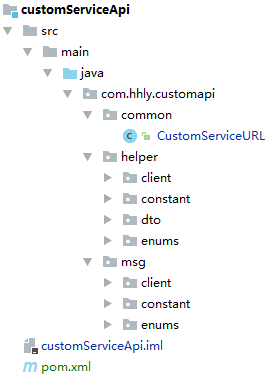 customServiceApi
src
main
java
com.hhly.customapi
common
CustomServiceURL
helper
client
constant
dto
enums
msg
client
constant
enums
customServiceApi.iml
pom.xml